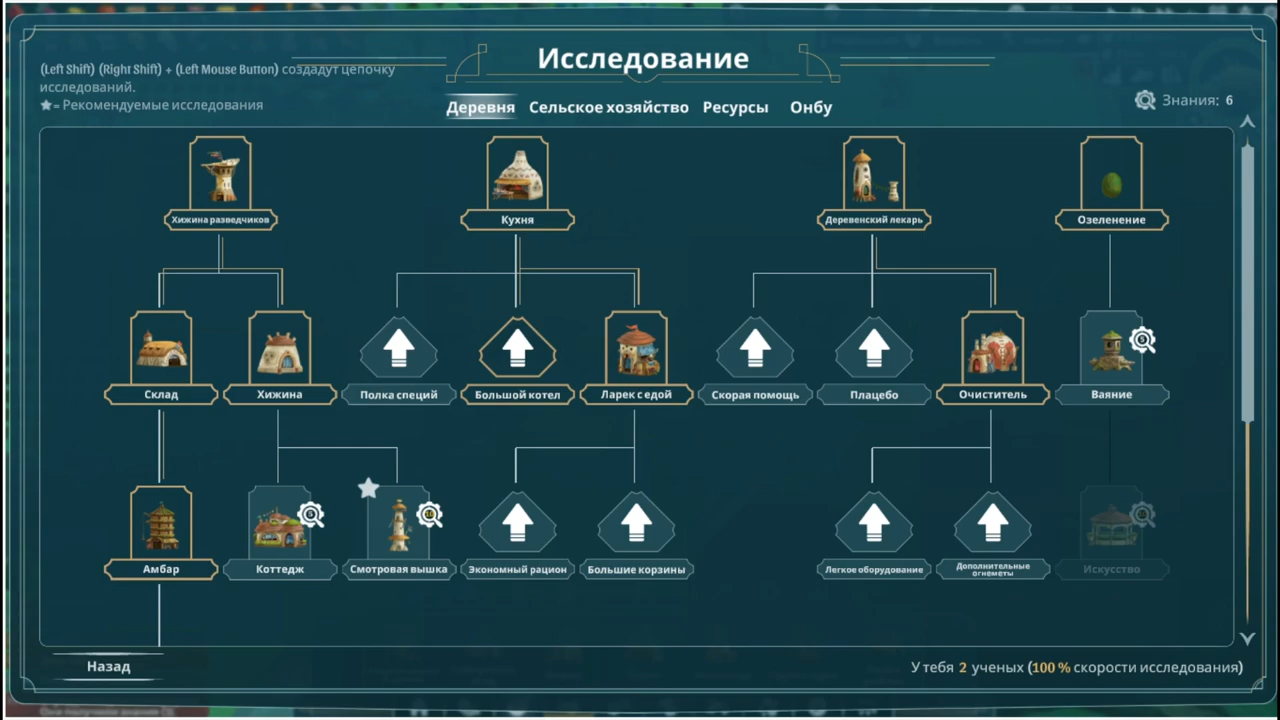 Исследование
(Left Shift) (Right Shift) + (Left Mouse Button) создадут цепочку
исследований.
★= Рекомендуемые исследования
Деревня Сельское хозяйство Ресурсы Онбу
Знания: 6
Хижина разведчиков
Кухня
Деревенский лекарь
Озеленение
5
Склад
Хижина
Полка специй
Большой котел
Ларек с едой
Скорая помощь
Плацебо
Очиститель
Ваяние
Амбар
Коттедж
Смотровая вышка
Экономный рацион
Большие корзины
Легкое оборудование
Дополнительные
огнеметы
Искусство
Назад
У тебя 2 ученых (100 % скорости исследования)